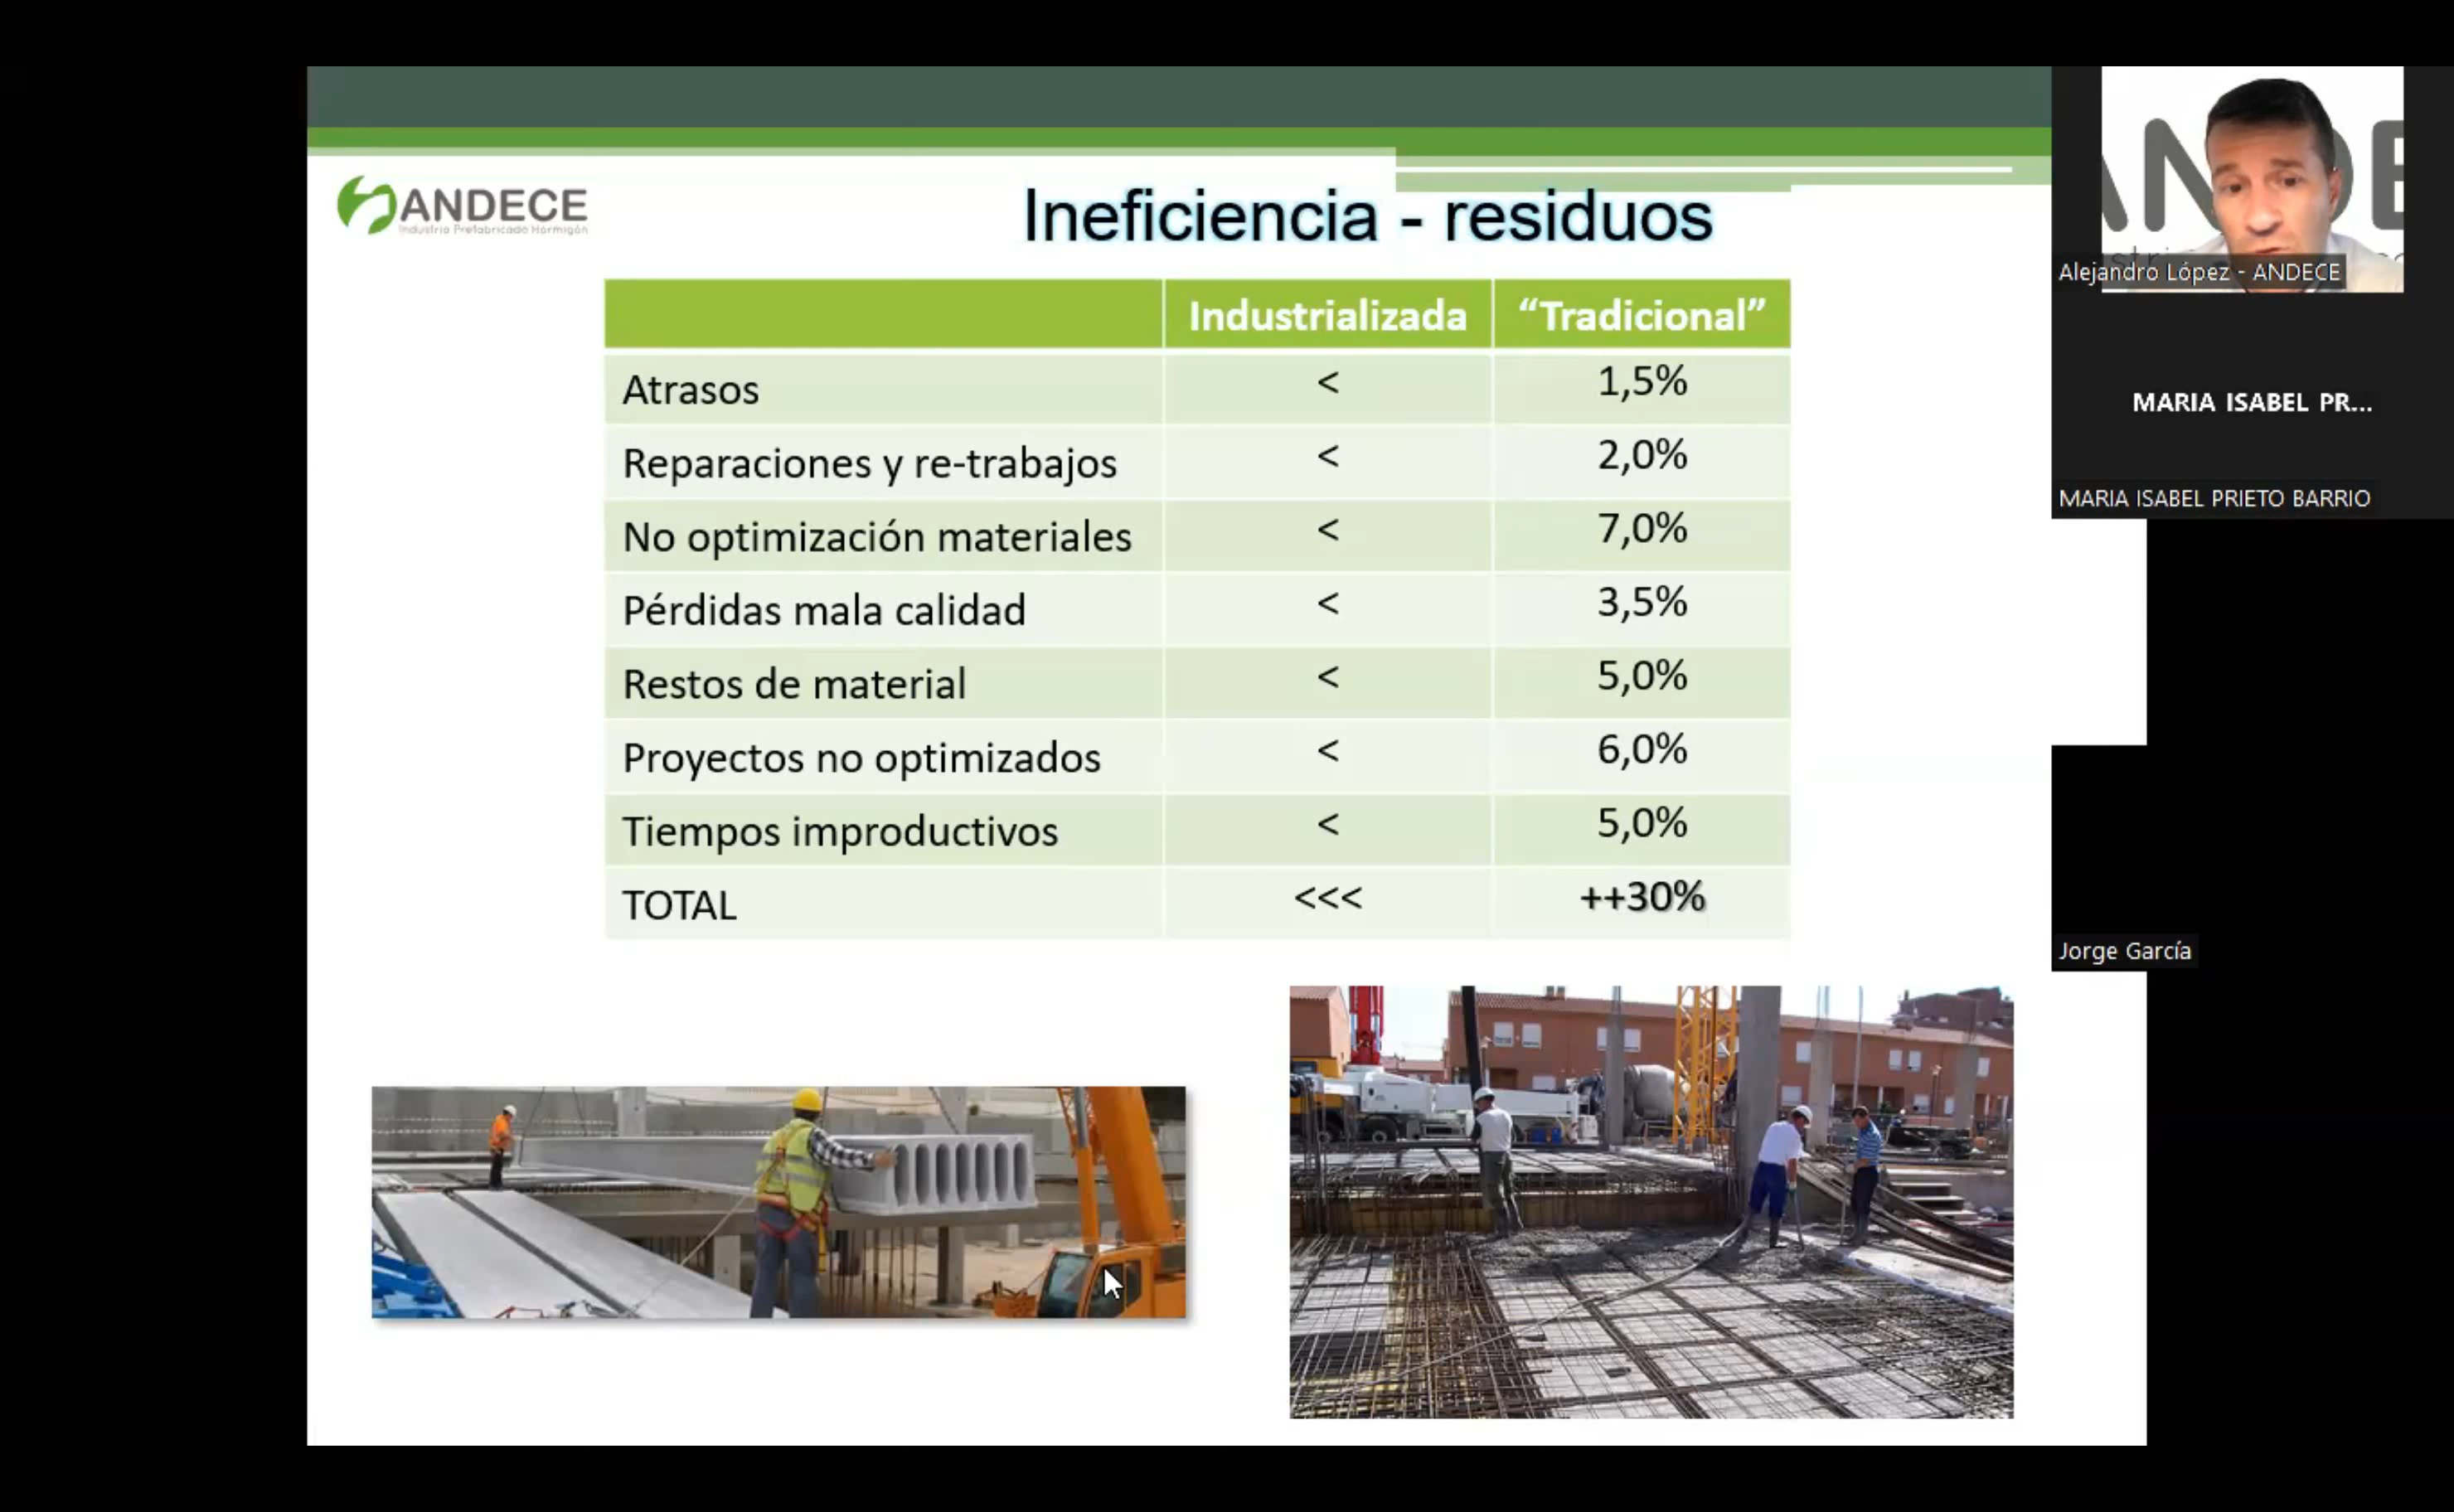 ANDECE
Industria Prefabricado Hormigón
Ineficiencia - residuos
Industrializada “Tradicional”
Atrasos < 1,5%
Reparaciones y re-trabajos < 2,0%
No optimización materiales < 7,0%
Pérdidas mala calidad < 3,5%
Restos de material < 5,0%
Proyectos no optimizados < 6,0%
Tiempos improductivos < 5,0%
TOTAL <<< ++30%
Alejandro López - ANDECE
MARIA ISABEL PR...
MARIA ISABEL PRIETO BARRIO
Jorge García